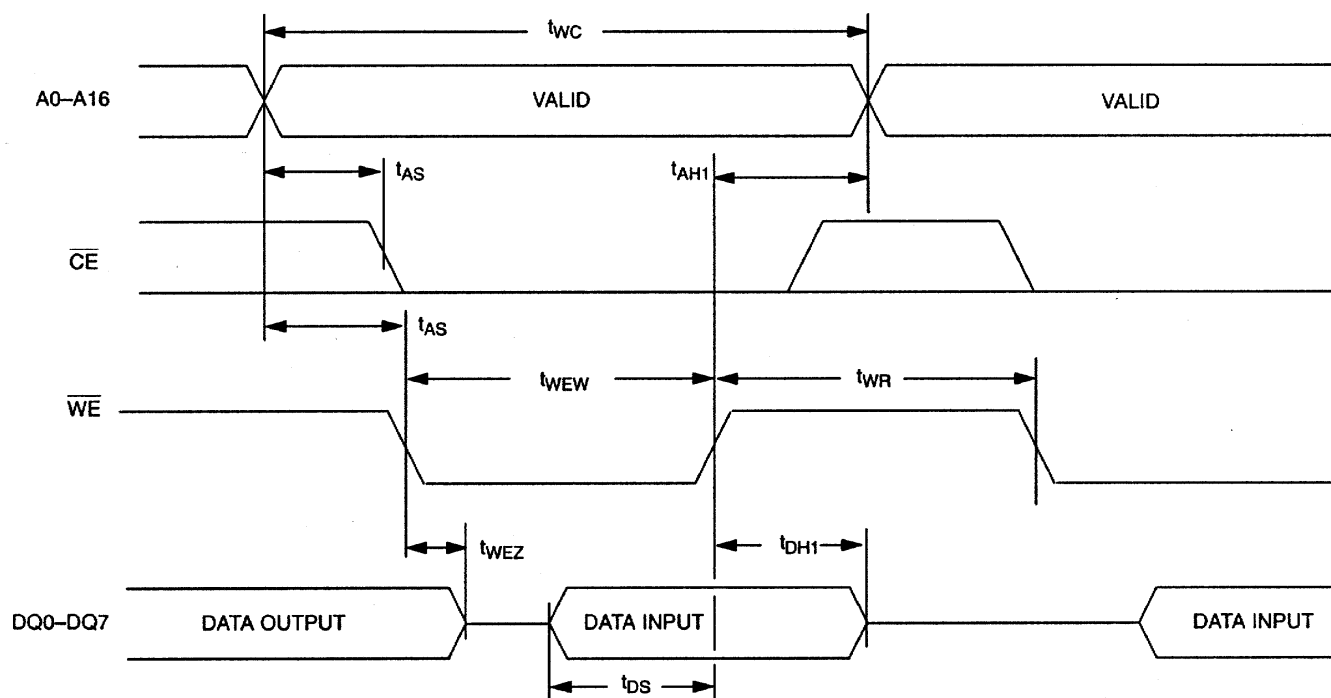 tWC
A0–A16 VALID VALID
tAS tAH1
CE
tAS
tWEW tWR
WE
tWEZ tDH1
DQ0–DQ7 DATA OUTPUT DATA INPUT DATA INPUT
tDS